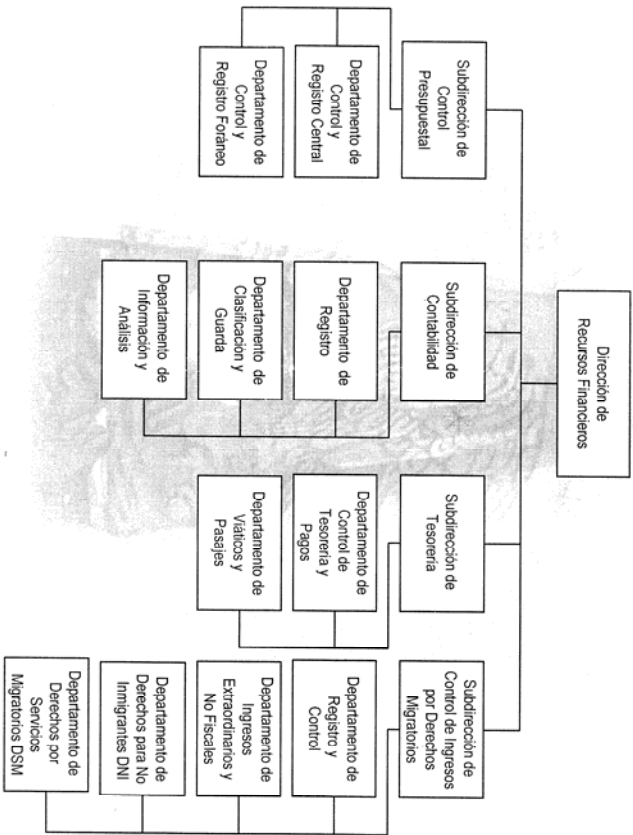 Dirección de
Recursos Financieros
Subdirección de
Control
Presupuestal
Departamento de
Control y
Registro Central
Departamento de
Control y
Registro Foráneo
Subdirección de
Contabilidad
Departamento de
Registro
Departamento de
Clasificación y
Guarda
Departamento de
Información y
Análisis
Subdirección de
Tesorería
Departamento de
Control de
Tesorería y
Pagos
Departamento de
Viáticos y
Pasajes
Subdirección de
Control de Ingresos
por Derechos
Migratorios
Departamento de
Registro y
Control
Departamento de
Ingresos
Extraordinarios y
No Fiscales
Departamento de
Derechos para No
Inmigrantes DNI
Departamento de
Derechos por
Servicios
Migratorios DSM